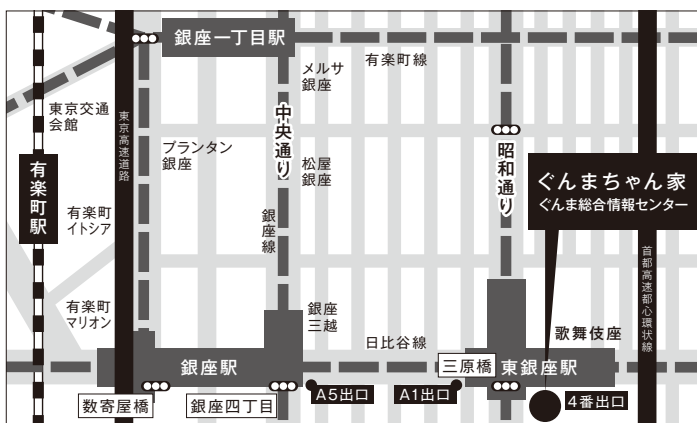 銀座一丁目駅
有楽町線
メルサ
銀座
東京交通
会館
東京高速道路
プランタン
銀座
中央通り
松屋
銀座
昭和通り
ぐんまちゃん家
ぐんま総合情報センター
有楽町駅
有楽町
イトシア
銀座線
首都高速都心環状線
有楽町
マリオン
銀座
三越
日比谷線
歌舞伎座
三原橋
銀座駅
東銀座駅
数寄屋橋
銀座四丁目
A5出口
A1出口
4番出口